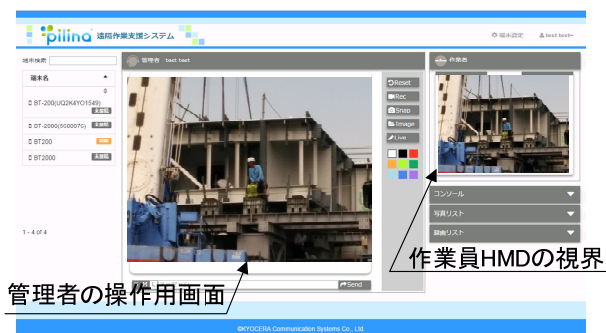 pilina 遠隔作業支援システム
端末設定 test test
端末検索
端末名
BT-200(UQ2K4YO1549)
未接続
BT-2000(5000076) 未接続
BT200
BT2000 未接続
1 - 4 of 4
管理者 test test
Reset
Rec
Snap
Image
Live
Send
作業者
コンソール
写真リスト
録画リスト
作業員HMDの視界
管理者の操作用画面
©KYOCERA Communication Systems Co., Ltd.